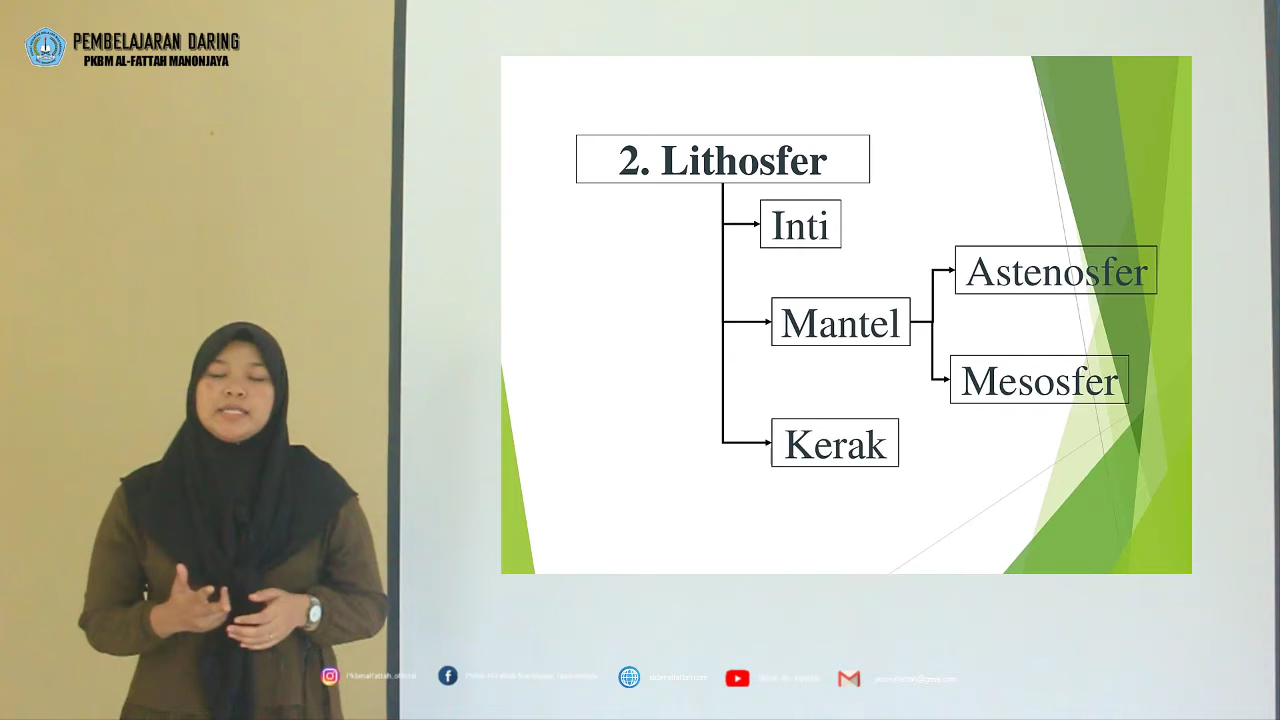 PEMBELAJARAN DARING
PKBM AL-FATTAH MANONJAYA
2. Lithosfer
Inti
Astenosfer
Mantel
Mesosfer
Kerak